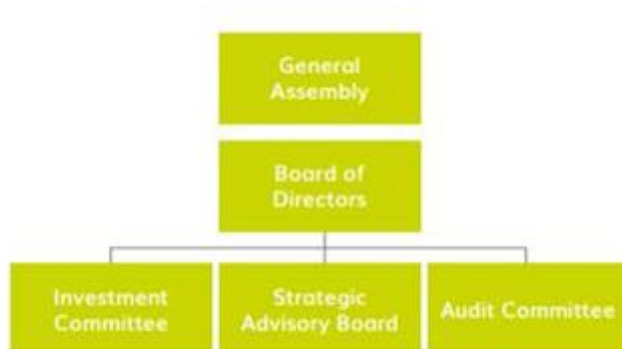 General
Assembly
Board of
Directors
Investment
Committee
Strategic
Advisory Board
Audit Committee